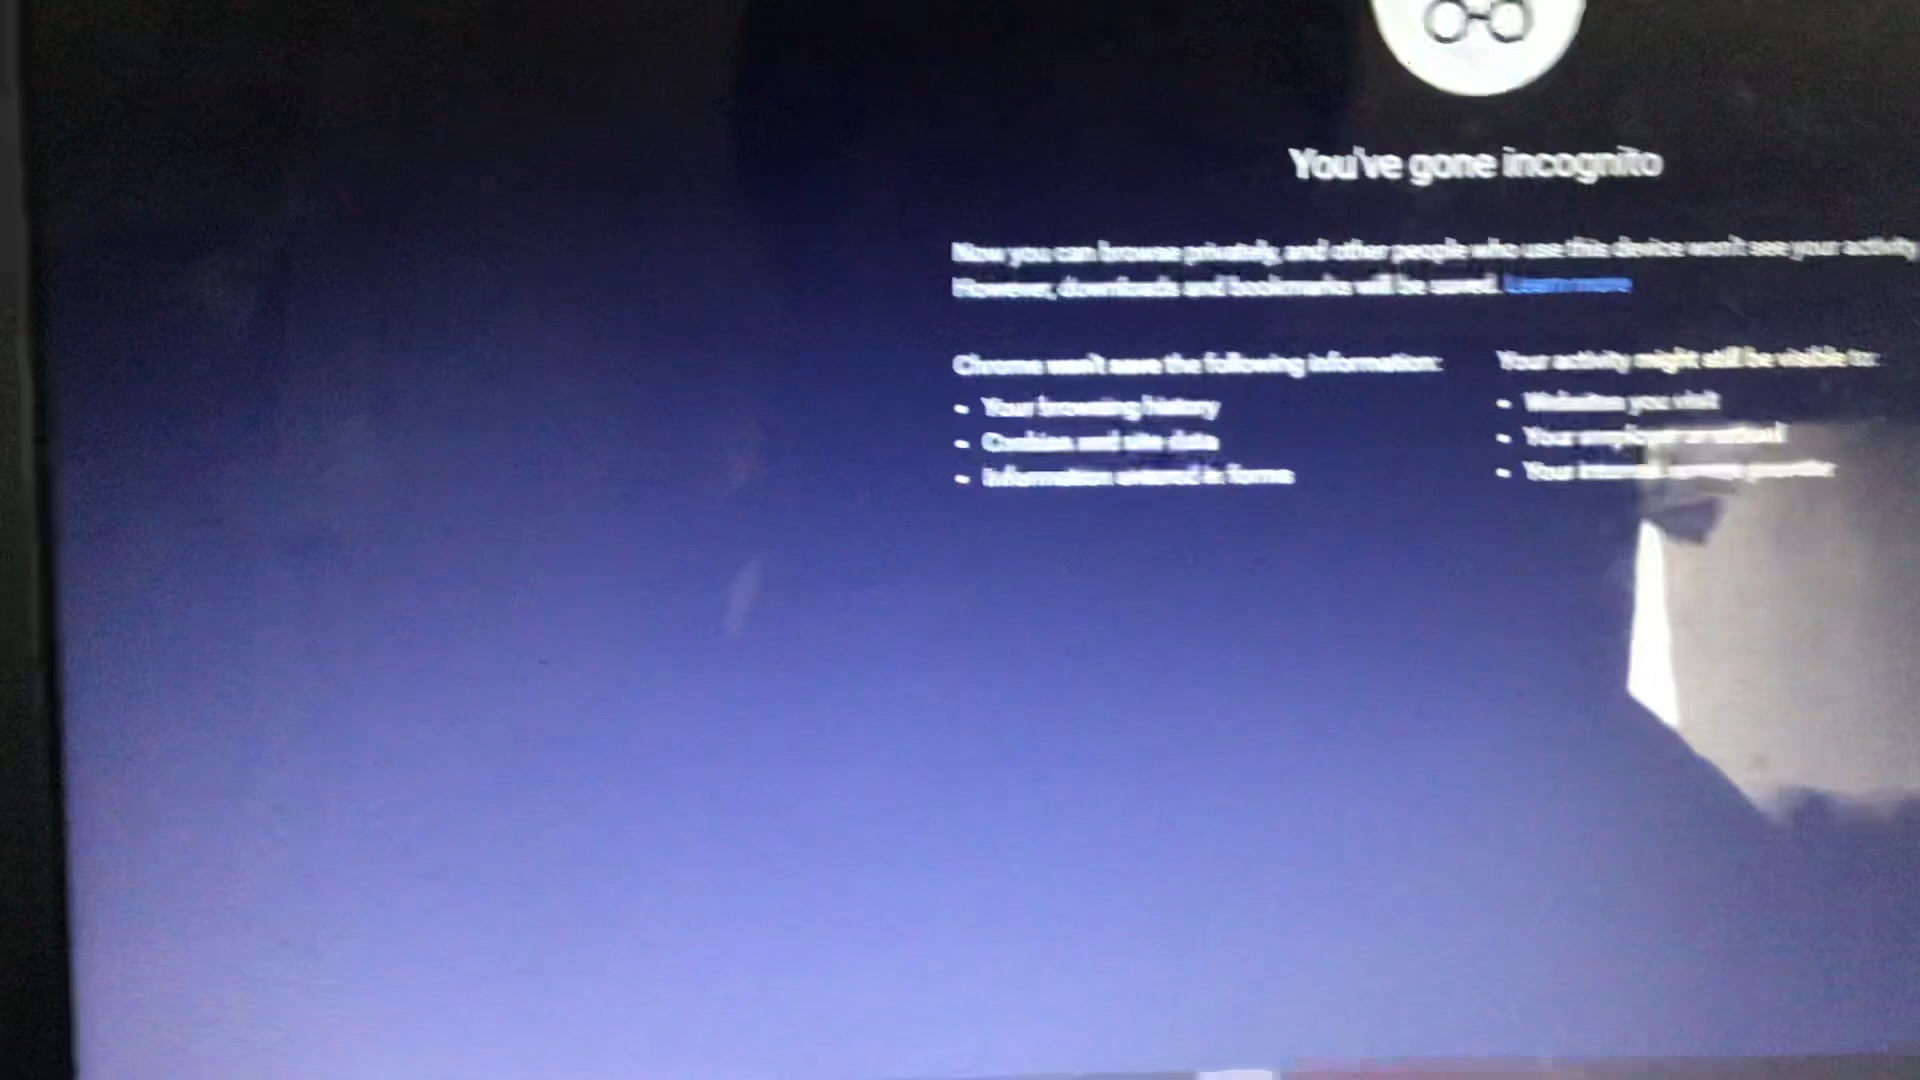 You've gone incognito
Now you can browse privately, and other people who use this device won't see your activity
However, downloads and bookmarks will be saved. Learn more
Chrome won't save the following information:
Your activity might still be visible to:
• Your browsing history
• Websites you visit
• Cookies and site data
• Your employer or school
• Information entered in forms
• Your internet service provider